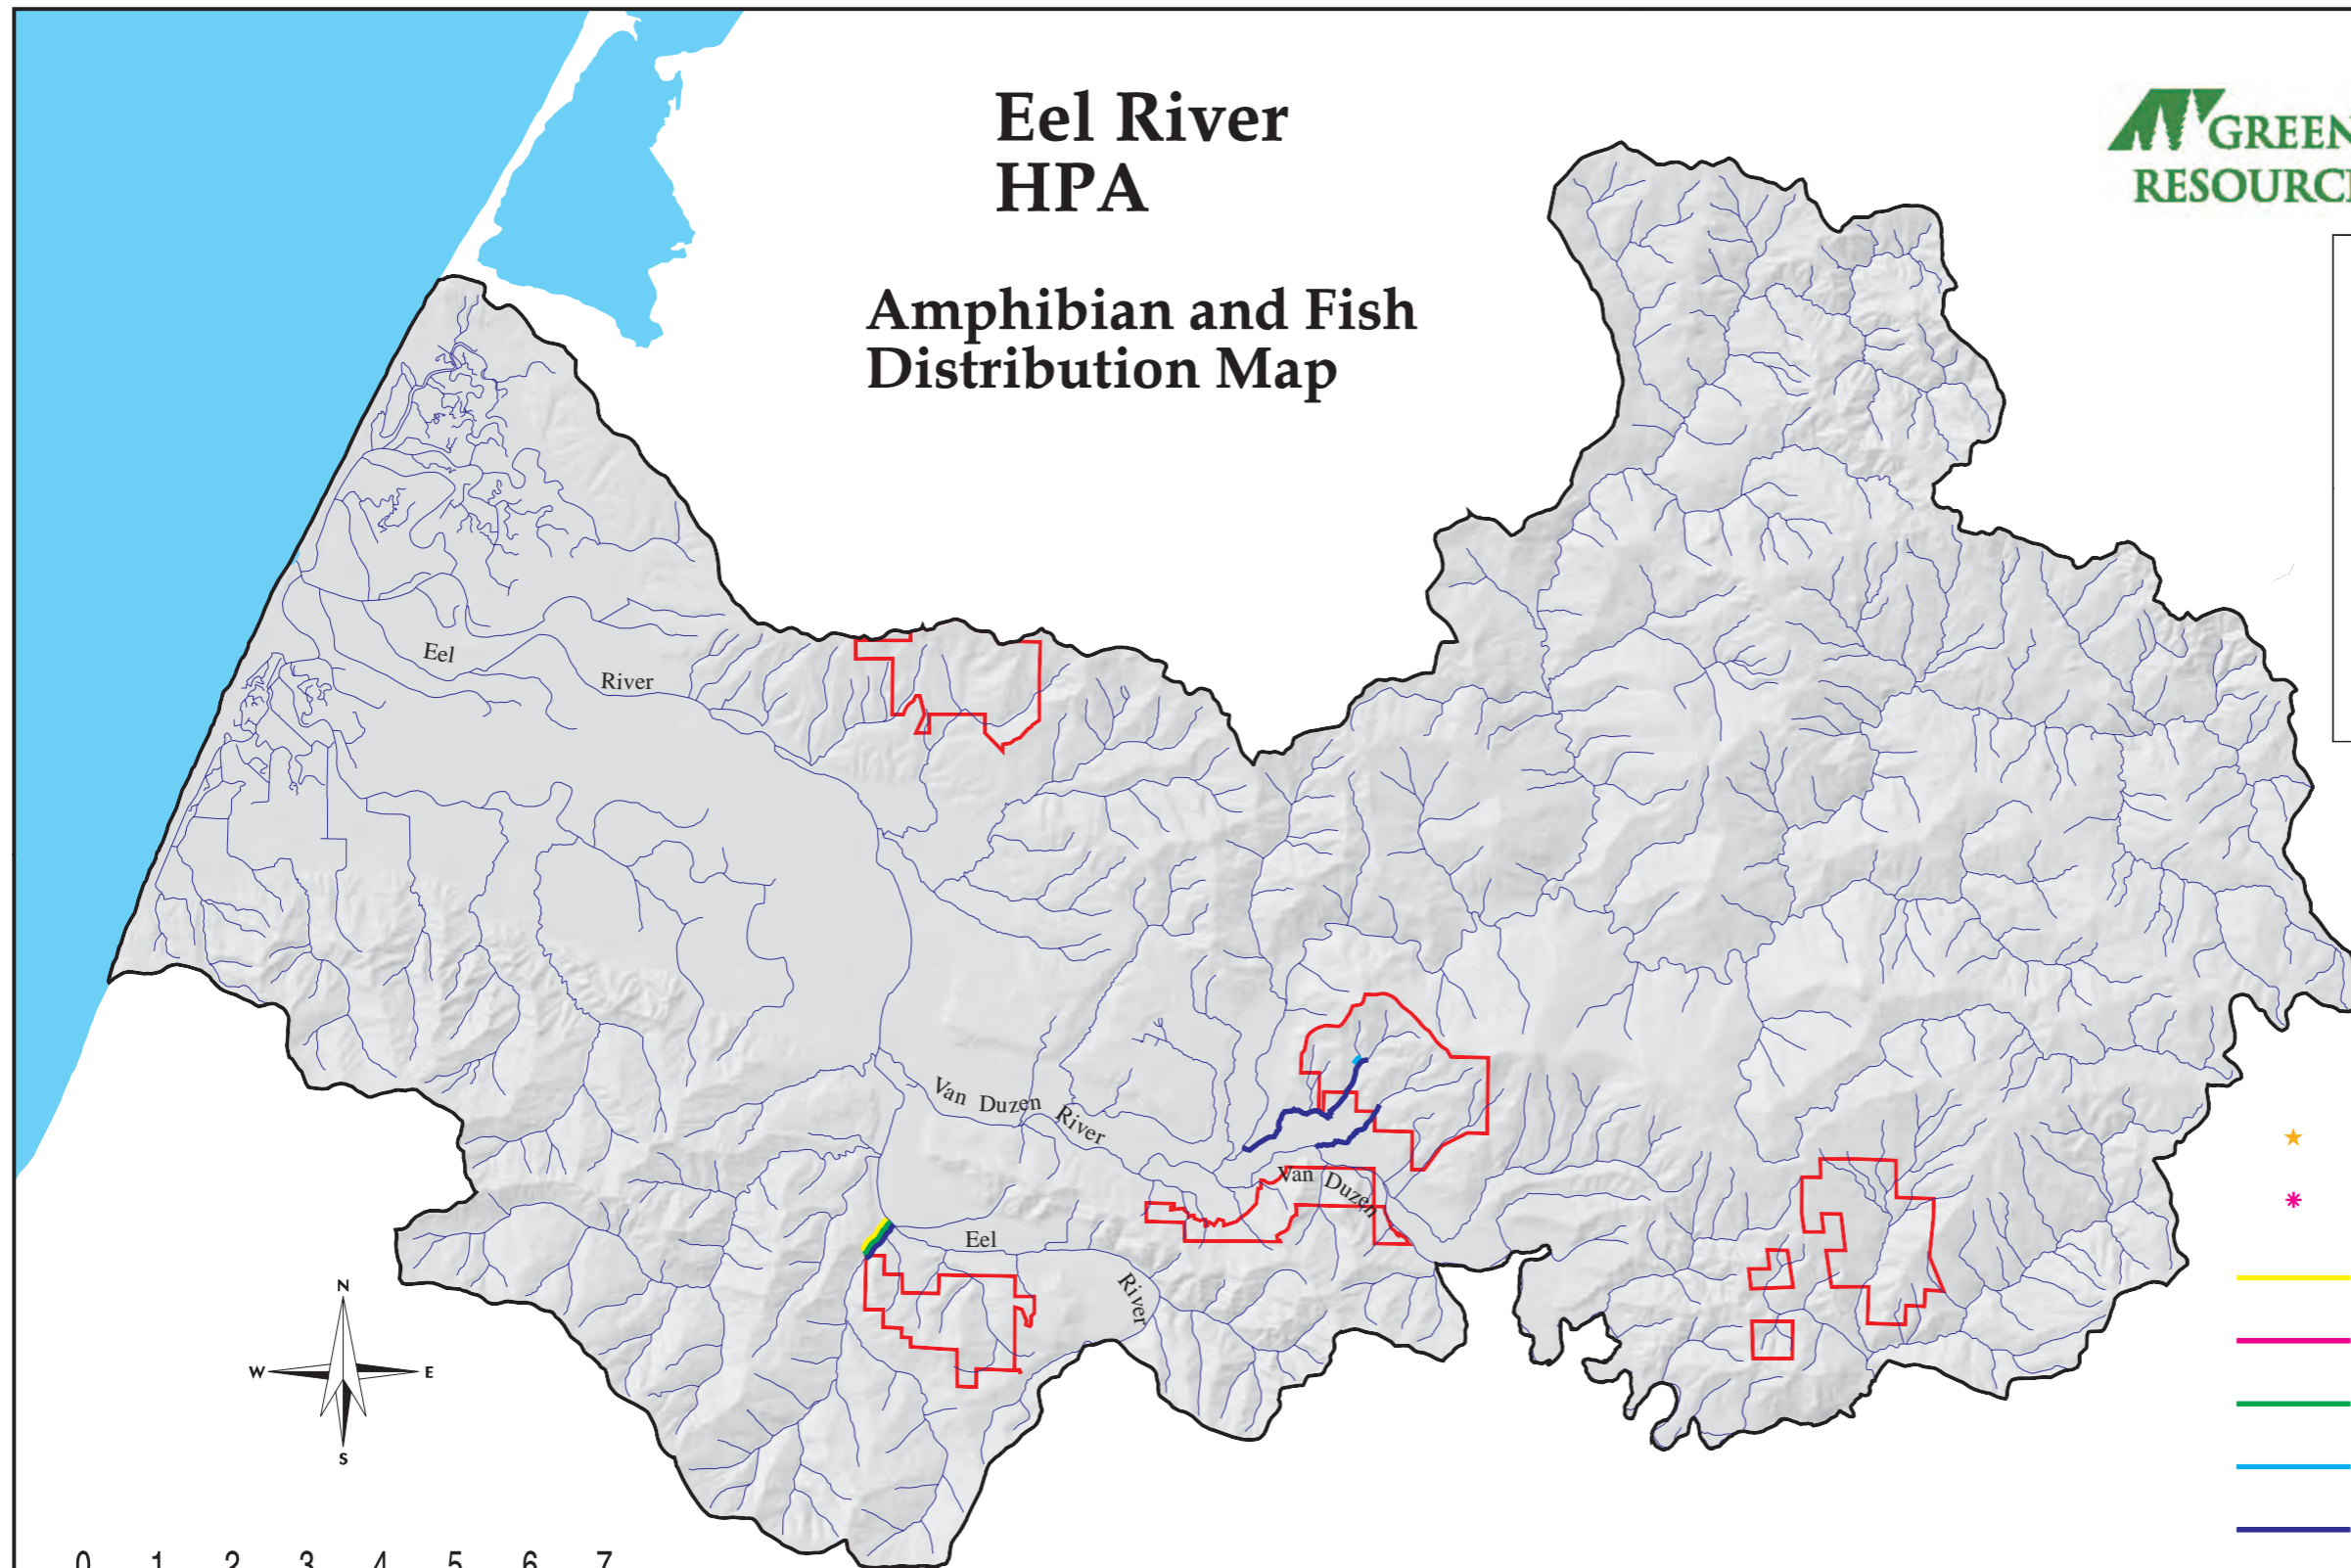 Eel River
HPA
Amphibian and Fish
Distribution Map
GREEN
RESOURC
Eel
River
Van Duzen River
Van Duzen
Eel
River
N
W E
S
0 1 2 3 4 5 6 7